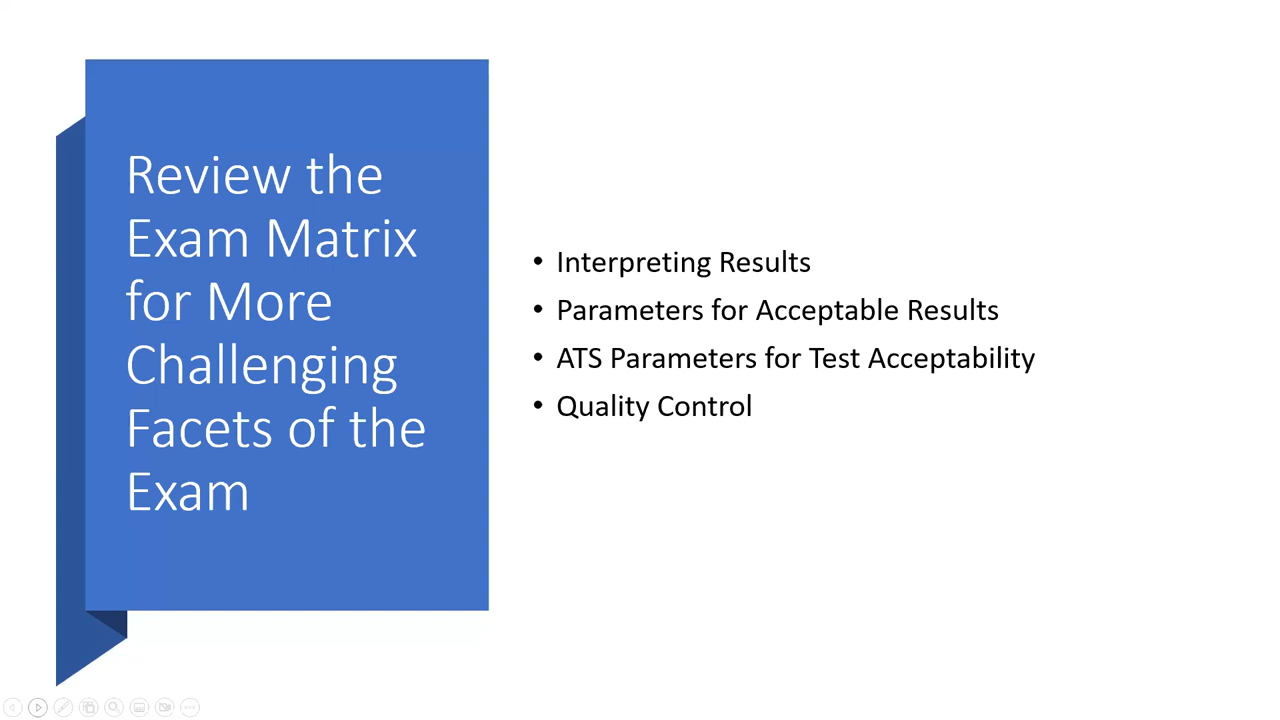 Review the
Exam Matrix
for More
Challenging
Facets of the
Exam
• Interpreting Results
• Parameters for Acceptable Results
• ATS Parameters for Test Acceptability
• Quality Control